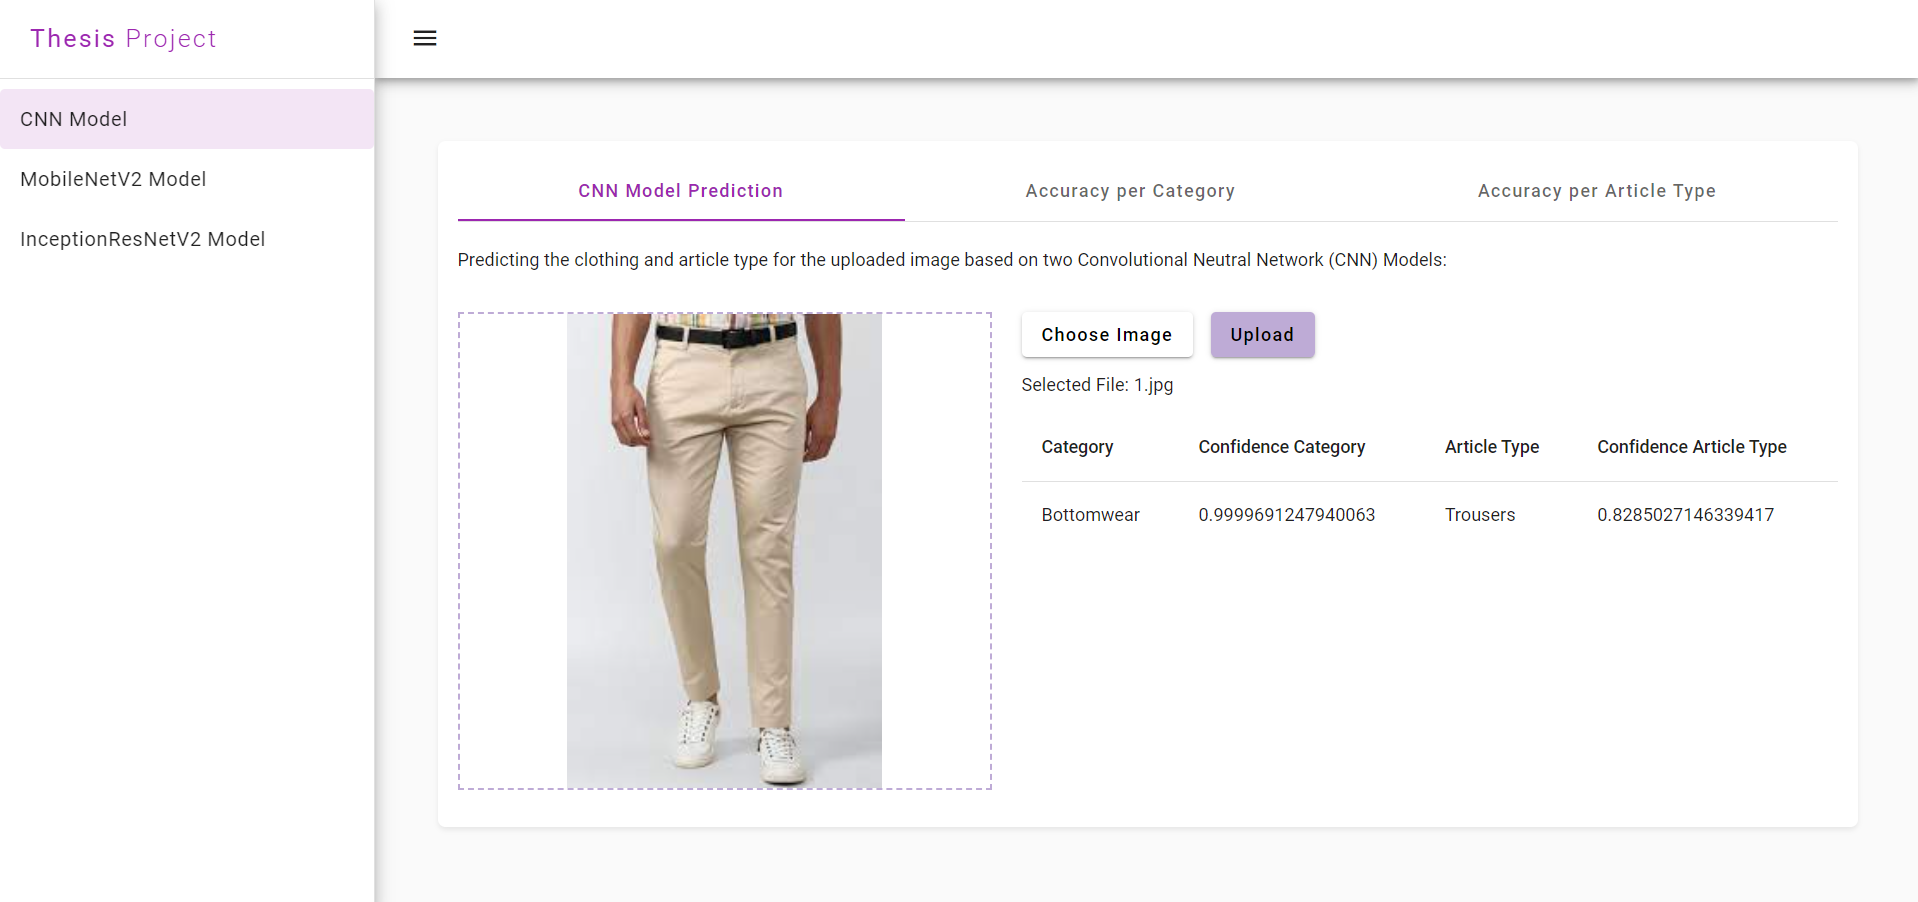 Thesis Project
CNN Model
MobileNetV2 Model
InceptionResNetV2 Model
CNN Model Prediction
Accuracy per Category
Accuracy per Article Type
Predicting the clothing and article type for the uploaded image based on two Convolutional Neutral Network (CNN) Models:
Choose Image
Upload
Selected File: 1.jpg
Category Confidence Category Article Type Confidence Article Type
Bottomwear 0.9999691247940063 Trousers 0.8285027146339417